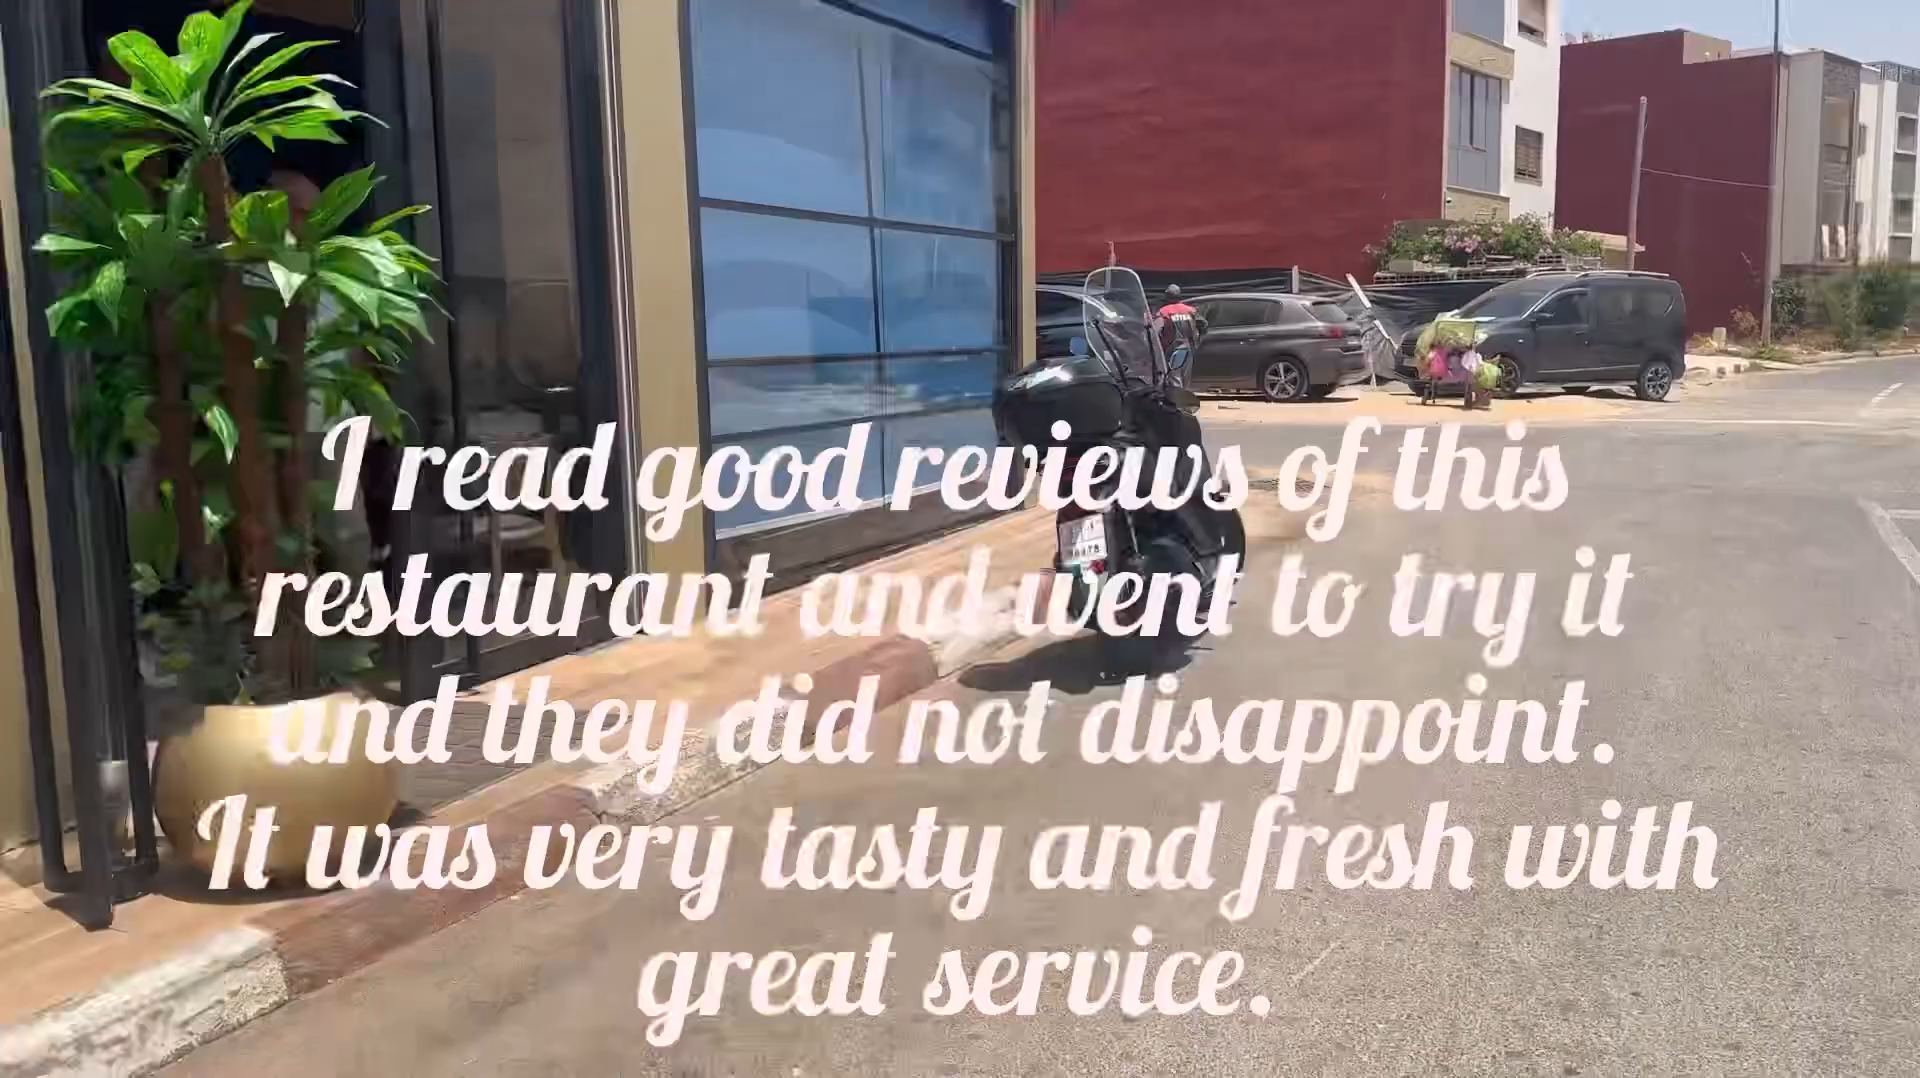 I read good reviews of this
restaurant and went to try it
and they did not disappoint.
It was very tasty and fresh with
great service.